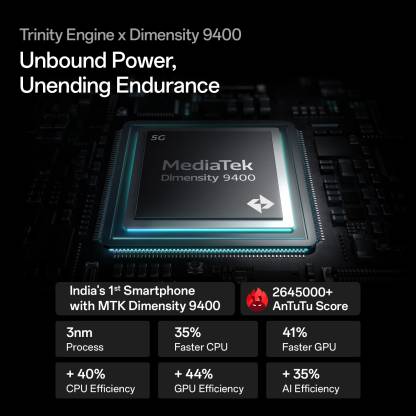 Trinity Engine x Dimensity 9400
Unbound Power,
Unending Endurance
5G
MediaTek
Dimensity 9400
India's 1st Smartphone
with MTK Dimensity 9400
2645000+
AnTuTu Score
3nm
Process
35%
Faster CPU
41%
Faster GPU
+ 40%
CPU Efficiency
+ 44%
GPU Efficiency
+ 35%
AI Efficiency